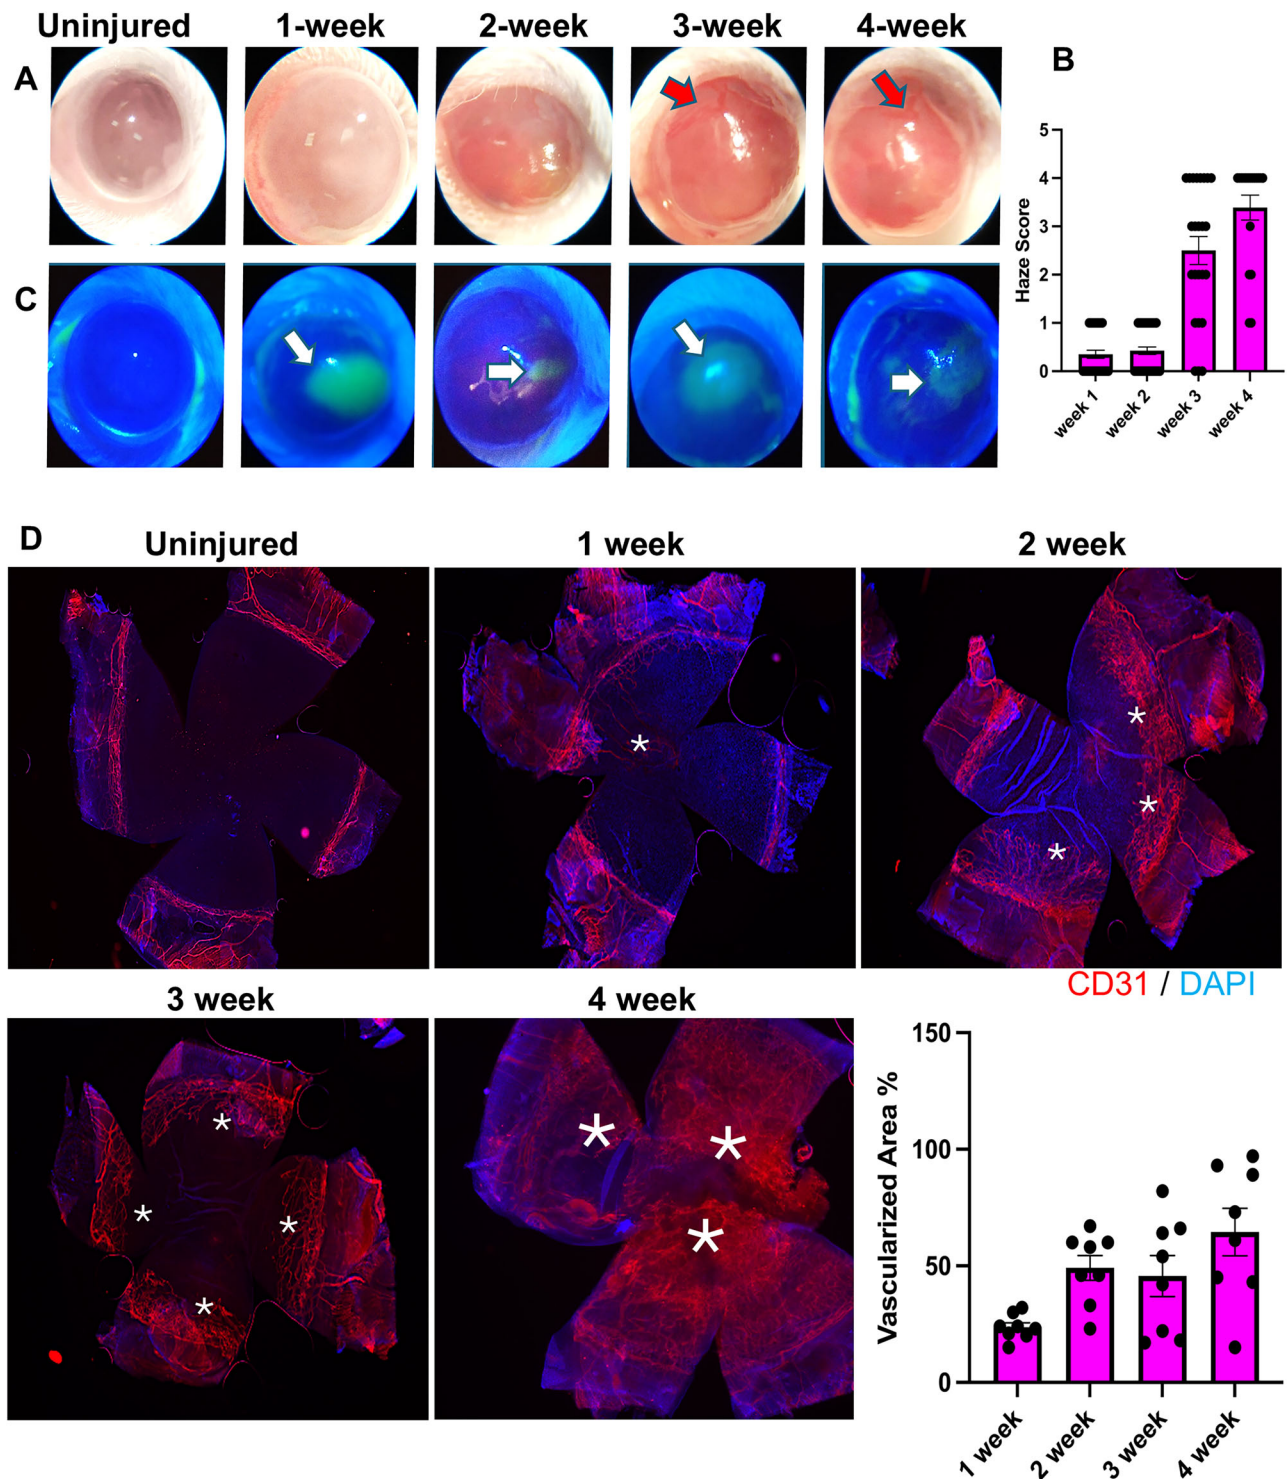 Uninjured 1-week 2-week 3-week 4-week
A
B
5
4
3
2
1
0
Haze Score
week 1 week 2 week 3 week 4
C
D
Uninjured 1 week 2 week
* * * *
CD31 / DAPI
3 week 4 week
* * * * * * *
150
100
50
0
Vascularized Area %
1 week 2 week 3 week 4 week